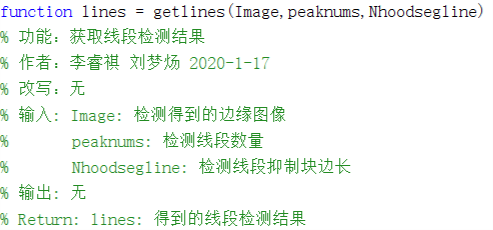 function lines = getlines(Image,peaknums,Nhoodsegline)
% 功能：获取线段检测结果
% 作者：李睿祺 刘梦炀 2020-1-17
% 改写：无
% 输入: Image: 检测得到的边缘图像
% peaknums: 检测线段数量
% Nhoodsegline: 检测线段抑制块边长
% 输出: 无
% Return: lines: 得到的线段检测结果